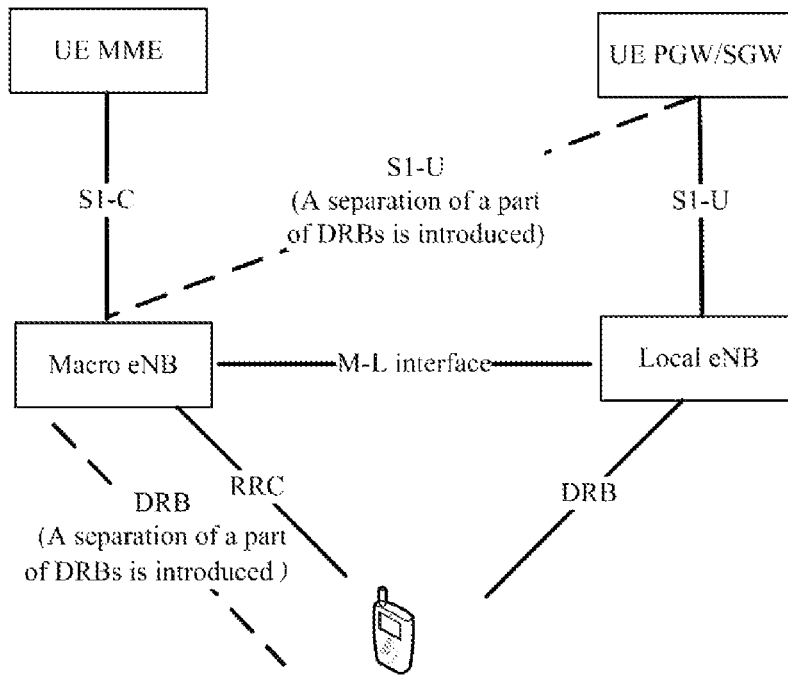 UE MME
UE PGW/SGW
S1-C
S1-U
(A separation of a part
of DRBs is introduced)
S1-U
Macro eNB
M-L interface
Local eNB
RRC
DRB
(A separation of a part
of DRBs is introduced )
DRB